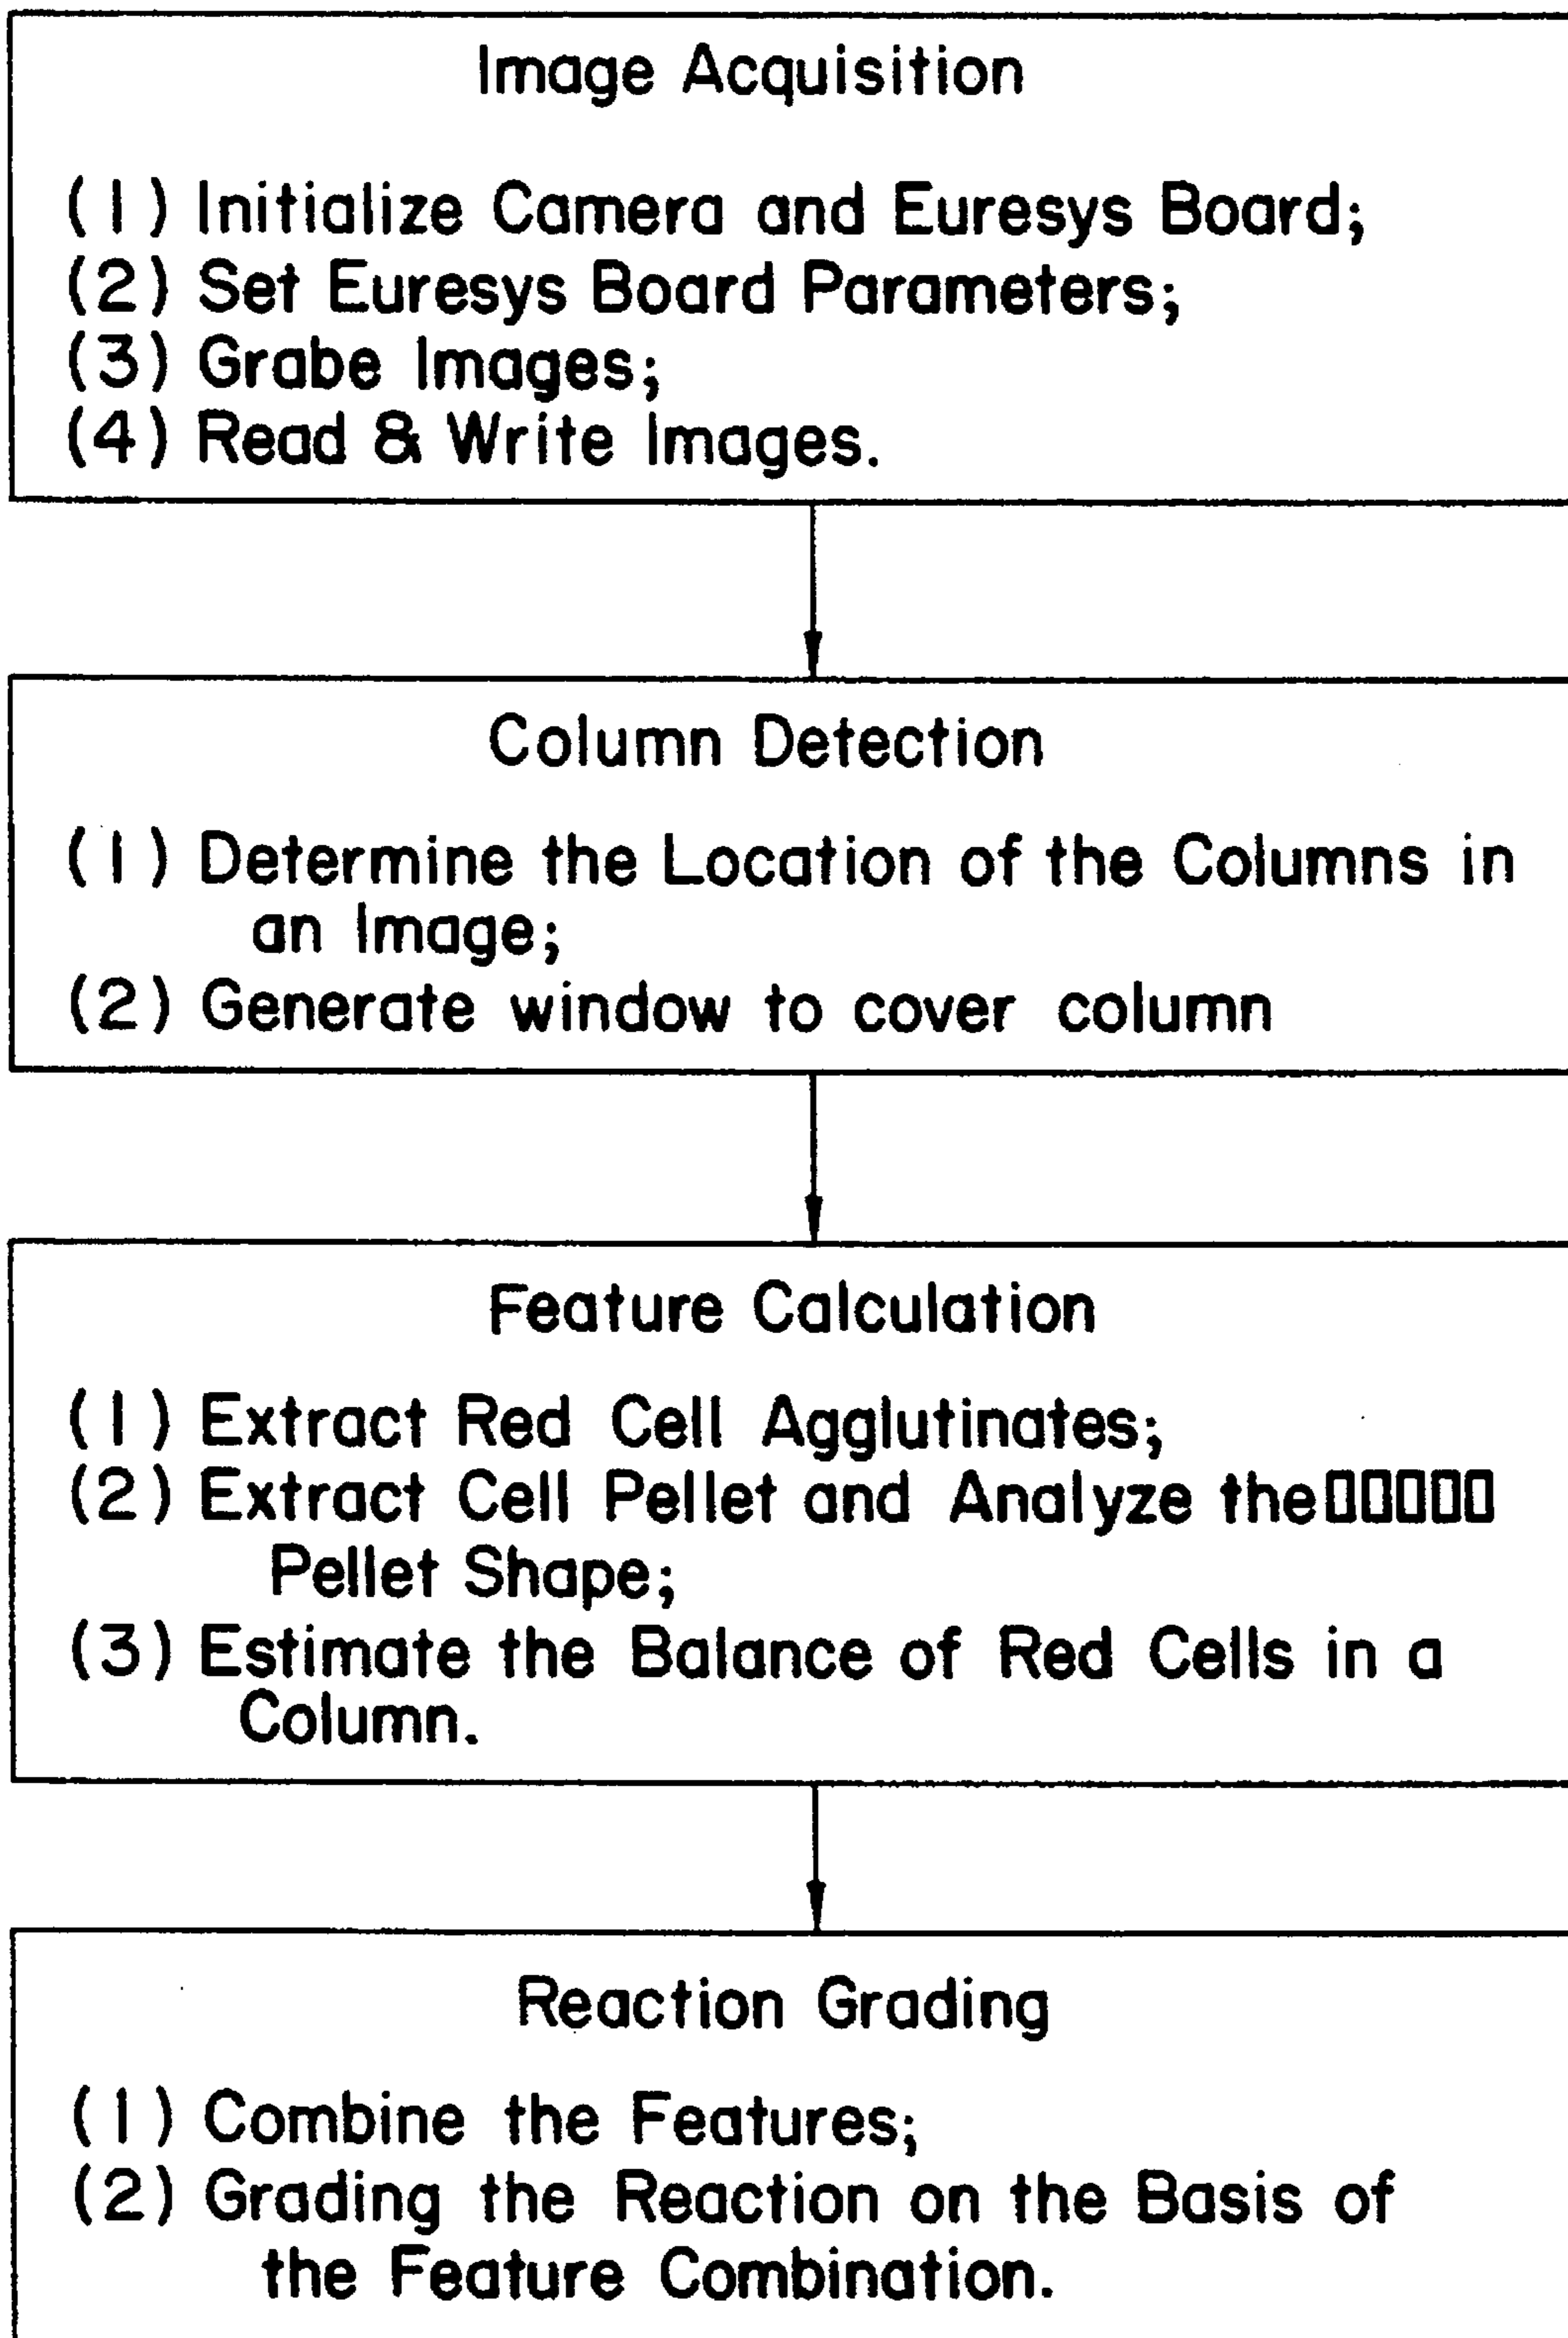 Image Acquisition
(1) Initialize Camera and Euresys Board;
(2) Set Euresys Board Parameters;
(3) Grabe Images;
(4) Read & Write Images.
Column Detection
(1) Determine the Location of the Columns in
an Image;
(2) Generate window to cover column
Feature Calculation
(1) Extract Red Cell Agglutinates;
(2) Extract Cell Pellet and Analyze the▯▯▯▯▯
Pellet Shape;
(3) Estimate the Balance of Red Cells in a
Column.
Reaction Grading
(1) Combine the Features;
(2) Grading the Reaction on the Basis of
the Feature Combination.